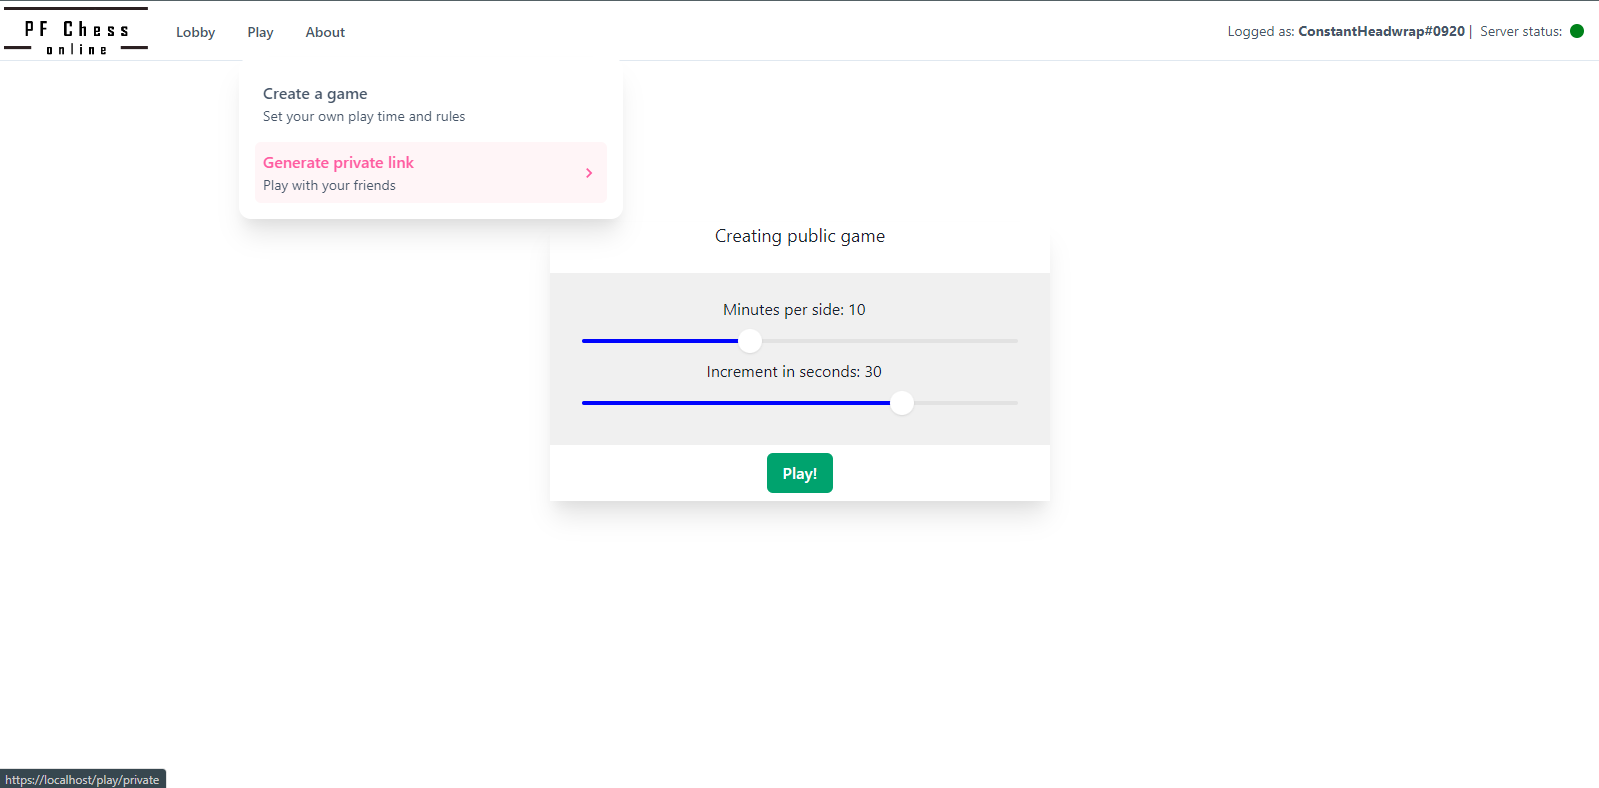 PF Chess
online
Lobby
Play
About
Logged as: ConstantHeadwrap#0920 | Server status:
Create a game
Set your own play time and rules
Generate private link
Play with your friends
Creating public game
Minutes per side: 10
Increment in seconds: 30
Play!
https://localhost/play/private